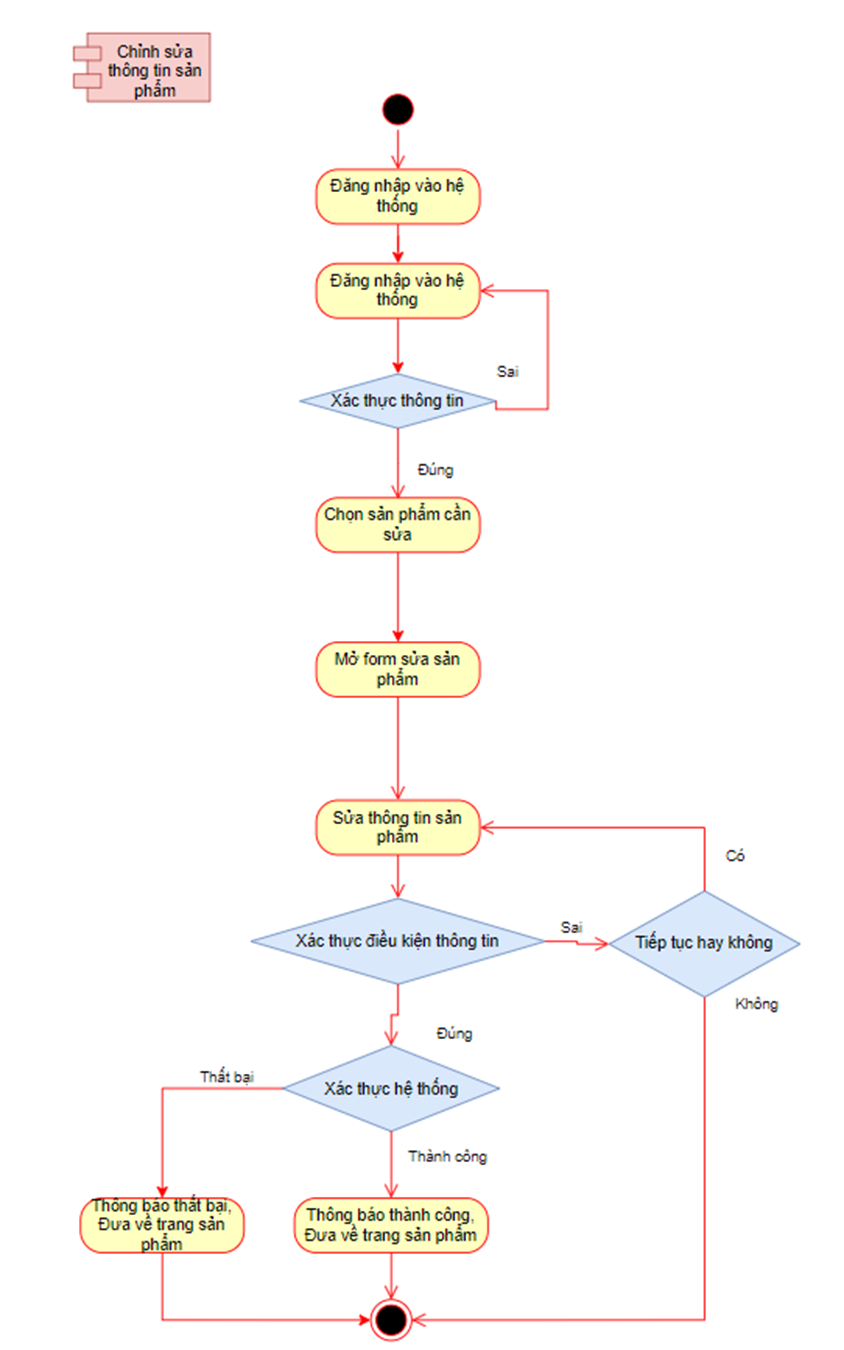 Chỉnh sửa
thông tin sản
phẩm
Đăng nhập vào hệ
thống
Đăng nhập vào hệ
thống
Sai
Xác thực thông tin
Đúng
Chọn sản phẩm cần
sửa
Mở form sửa sản
phẩm
Sửa thông tin sản
phẩm
Có
Xác thực điều kiện thông tin
Sai
Tiếp tục hay không
Không
Đúng
Thất bại
Xác thực hệ thống
Thành công
Thông báo thất bại,
Đưa về trang sản
phẩm
Thông báo thành công,
Đưa về trang sản phẩm